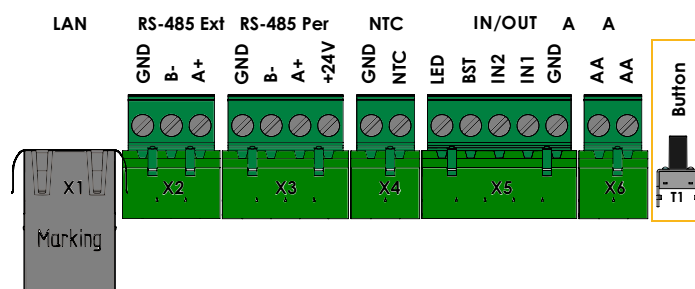 LAN RS-485 Ext RS-485 Per NTC IN/OUT A A
GND B- A+ GND B- A+ +24V GND NTC LED BST IN2 IN1 GND AA AA
Button
X1 X2 X3 X4 X5 X6 T1
Marking